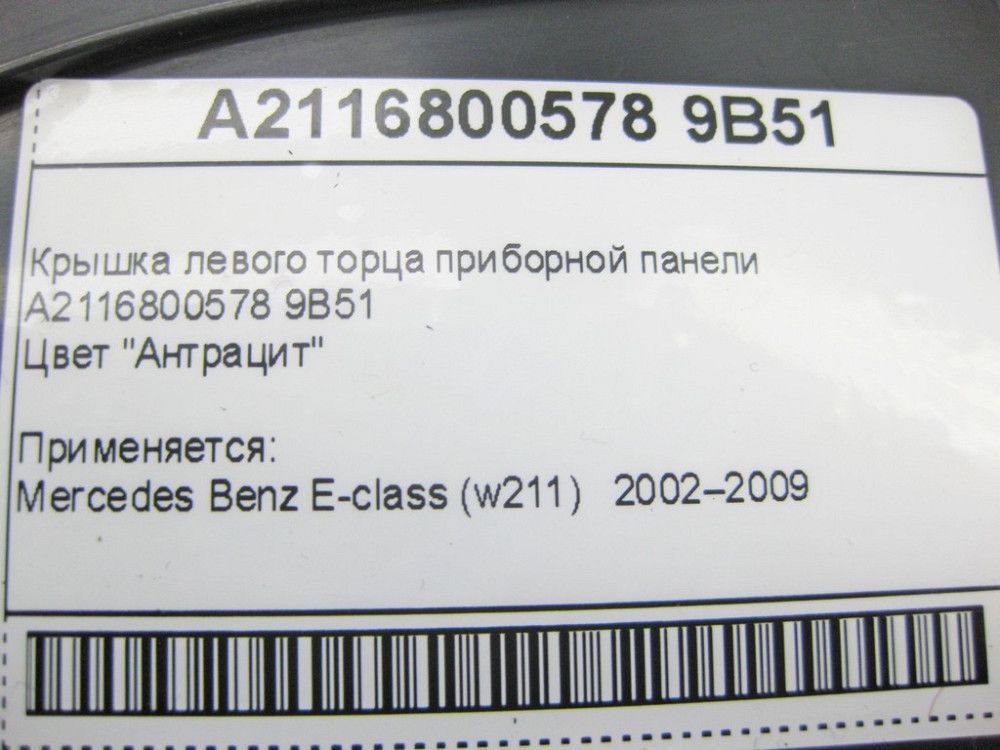 A2116800578 9B51
Крышка левого торца приборной панели
A2116800578 9B51
Цвет "Антрацит"
Применяется:
Mercedes Benz E-class (w211) 2002–2009